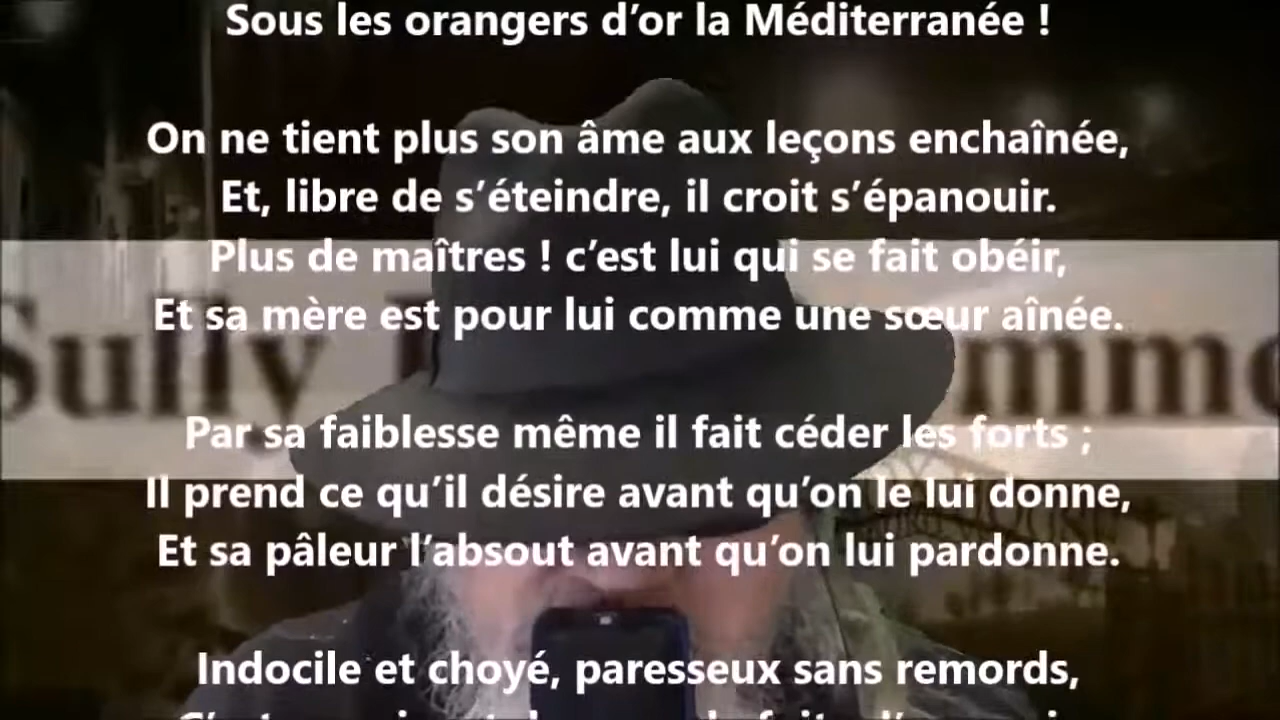 Sous les orangers d’or la Méditerranée !
On ne tient plus son âme aux leçons enchaînée,
Et, libre de s’éteindre, il croit s’épanouir.
Plus de maîtres ! c’est lui qui se fait obéir,
Et sa mère est pour lui comme une sœur aînée.
Par sa faiblesse même il fait céder les forts ;
Il prend ce qu’il désire avant qu’on le lui donne,
Et sa pâleur l’absout avant qu’on lui pardonne.
Indocile et choyé, paresseux sans remords,
Sully